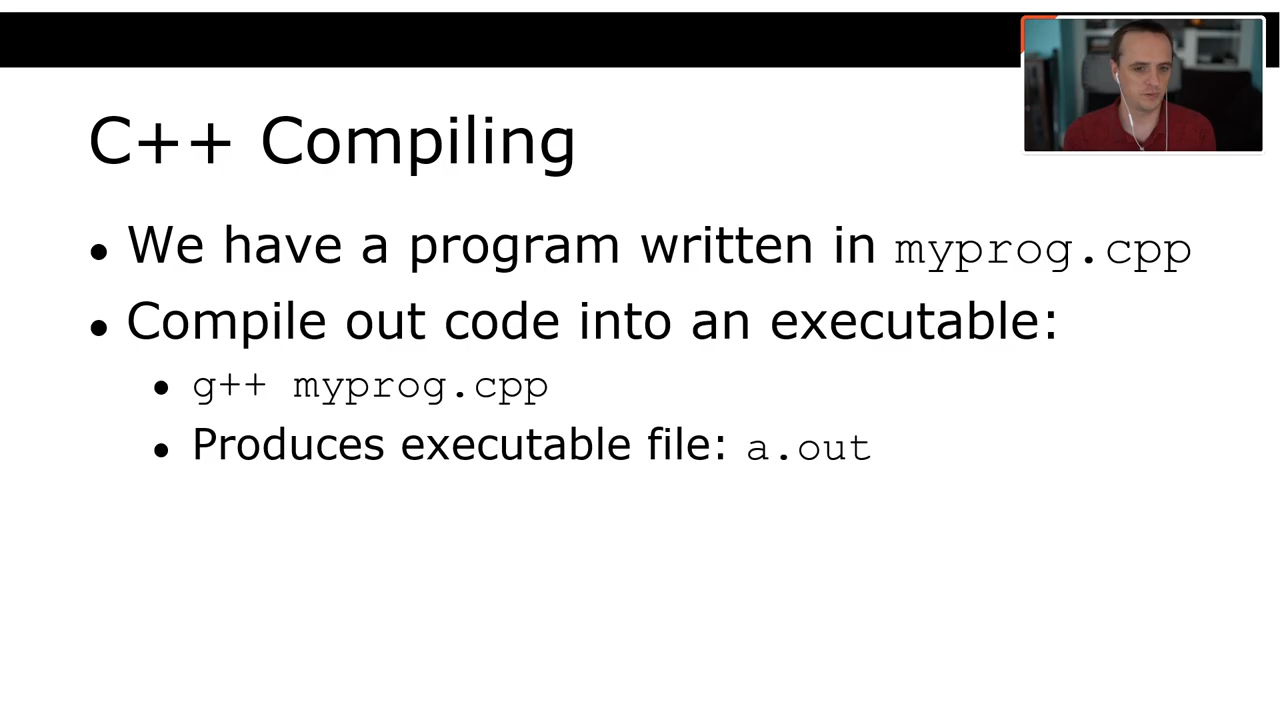 C++ Compiling
• We have a program written in myprog.cpp
• Compile out code into an executable:
• g++ myprog.cpp
• Produces executable file: a.out